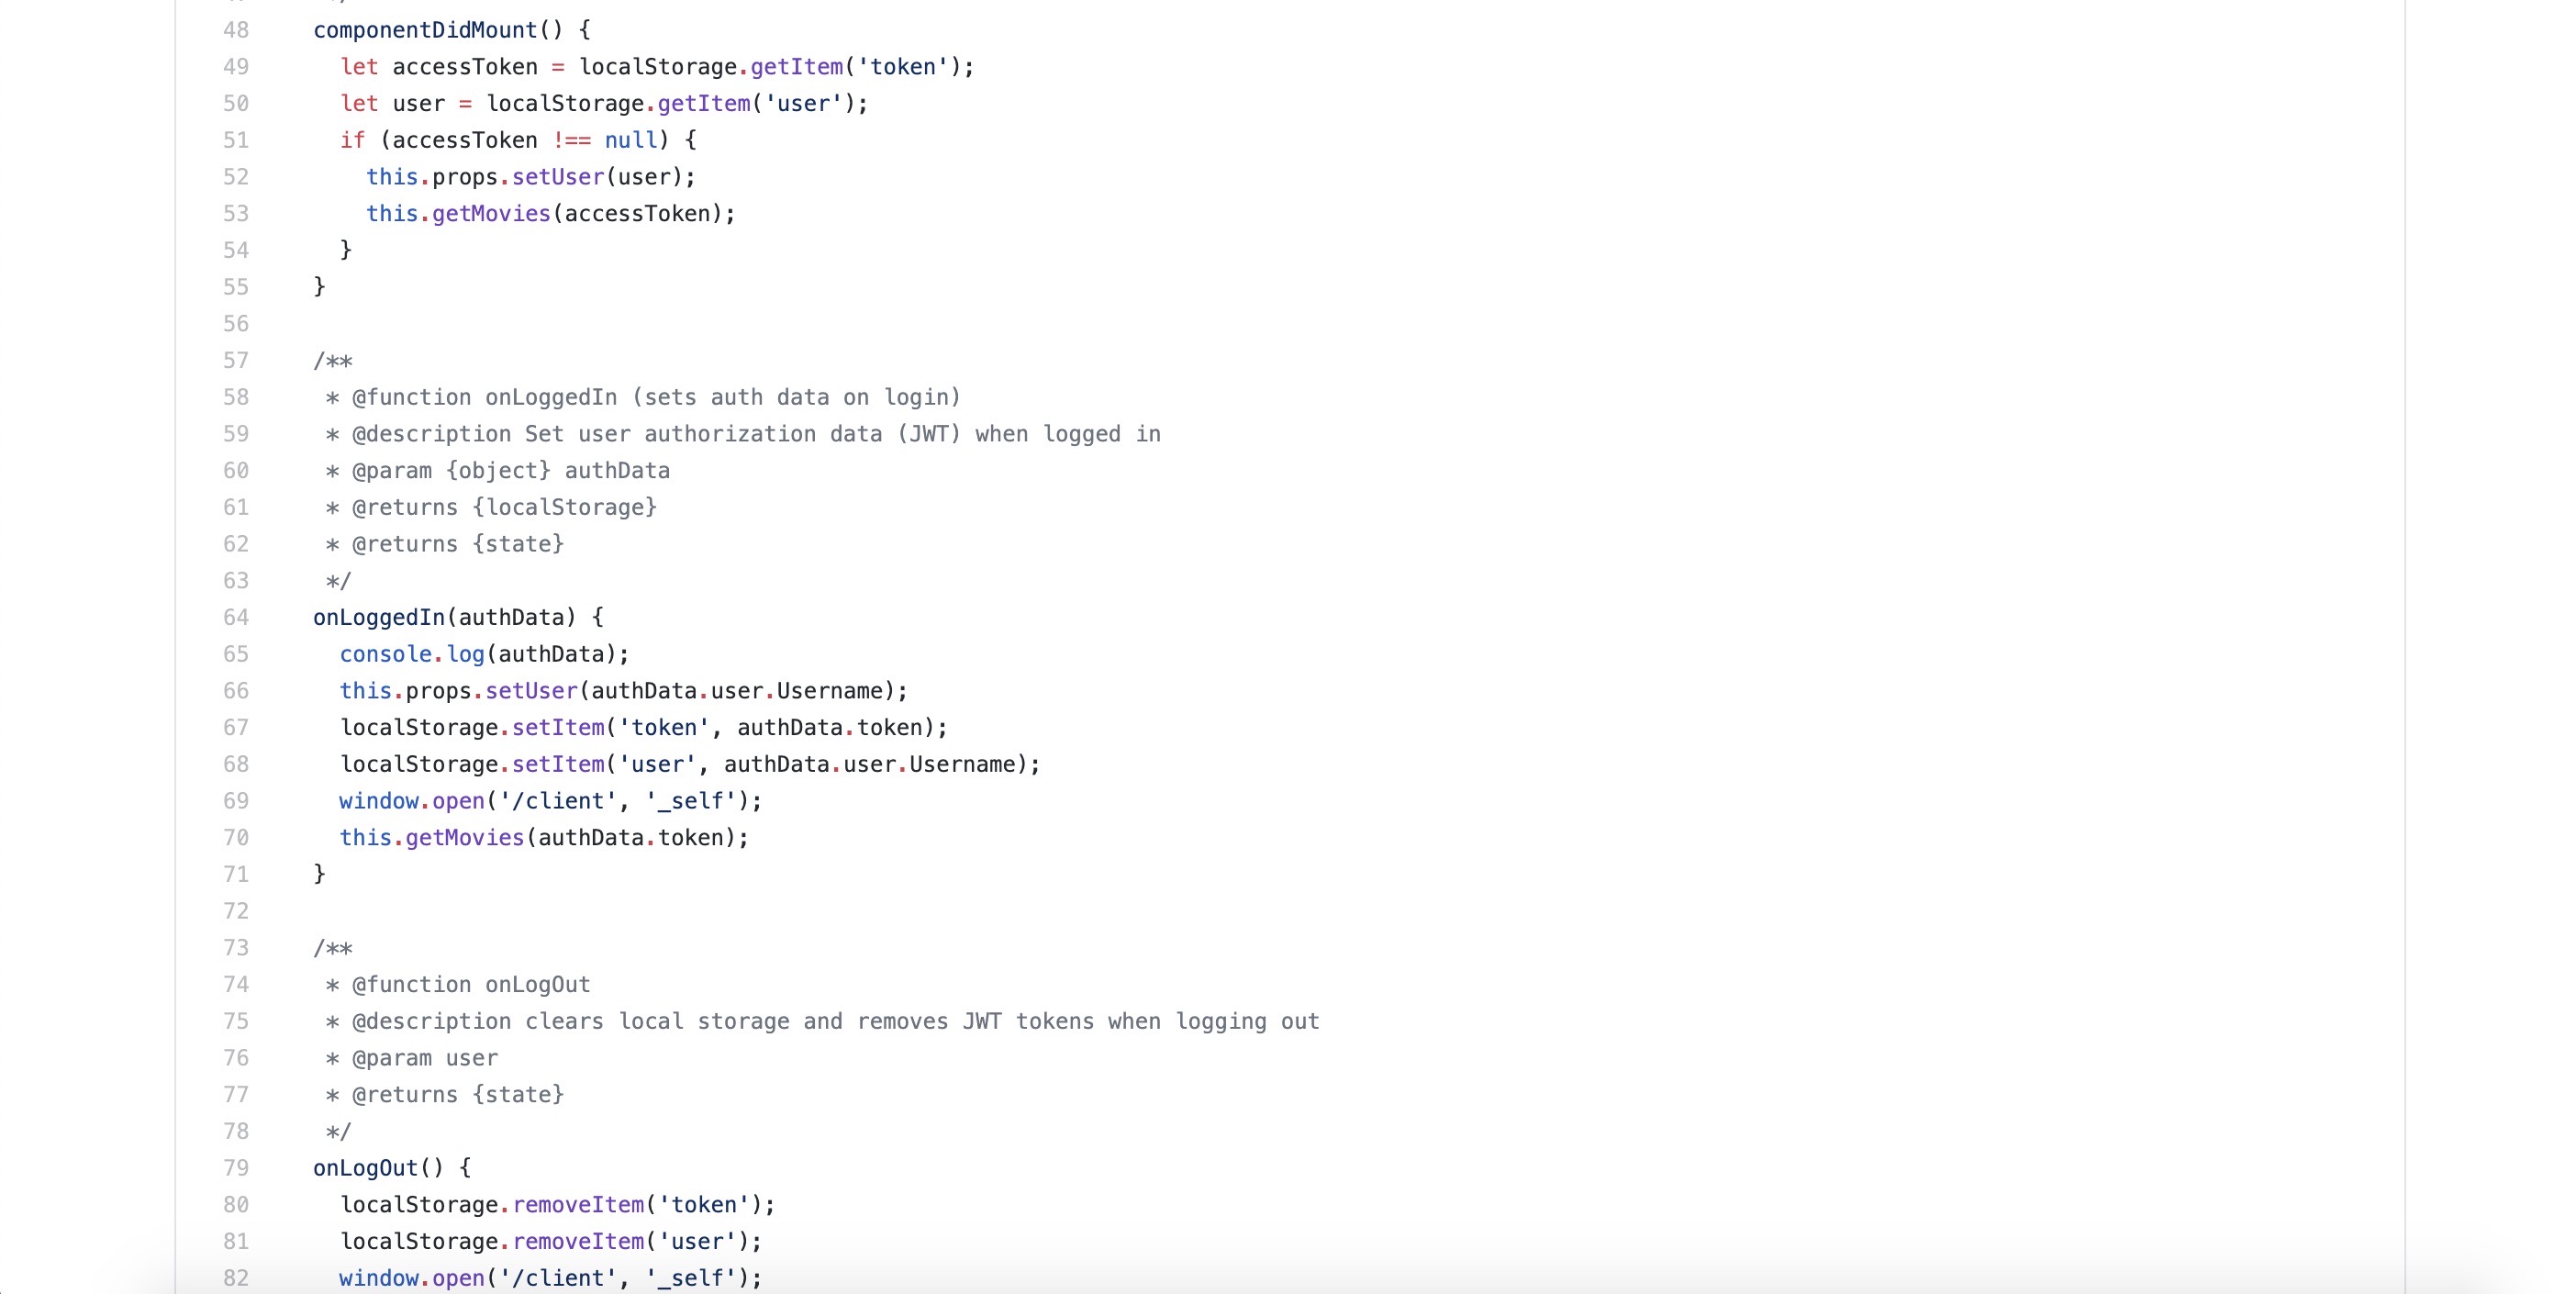 48 componentDidMount() {
49 let accessToken = localStorage.getItem('token');
50 let user = localStorage.getItem('user');
51 if (accessToken !== null) {
52 this.props.setUser(user);
53 this.getMovies(accessToken);
54 }
55 }
56
57 /**
58 * @function onLoggedIn (sets auth data on login)
59 * @description Set user authorization data (JWT) when logged in
60 * @param {object} authData
61 * @returns {localStorage}
62 * @returns {state}
63 */
64 onLoggedIn(authData) {
65 console.log(authData);
66 this.props.setUser(authData.user.Username);
67 localStorage.setItem('token', authData.token);
68 localStorage.setItem('user', authData.user.Username);
69 window.open('/client', '_self');
70 this.getMovies(authData.token);
71 }
72
73 /**
74 * @function onLogOut
75 * @description clears local storage and removes JWT tokens when logging out
76 * @param user
77 * @returns {state}
78 */
79 onLogOut() {
80 localStorage.removeItem('token');
81 localStorage.removeItem('user');
82 window.open('/client', '_self');